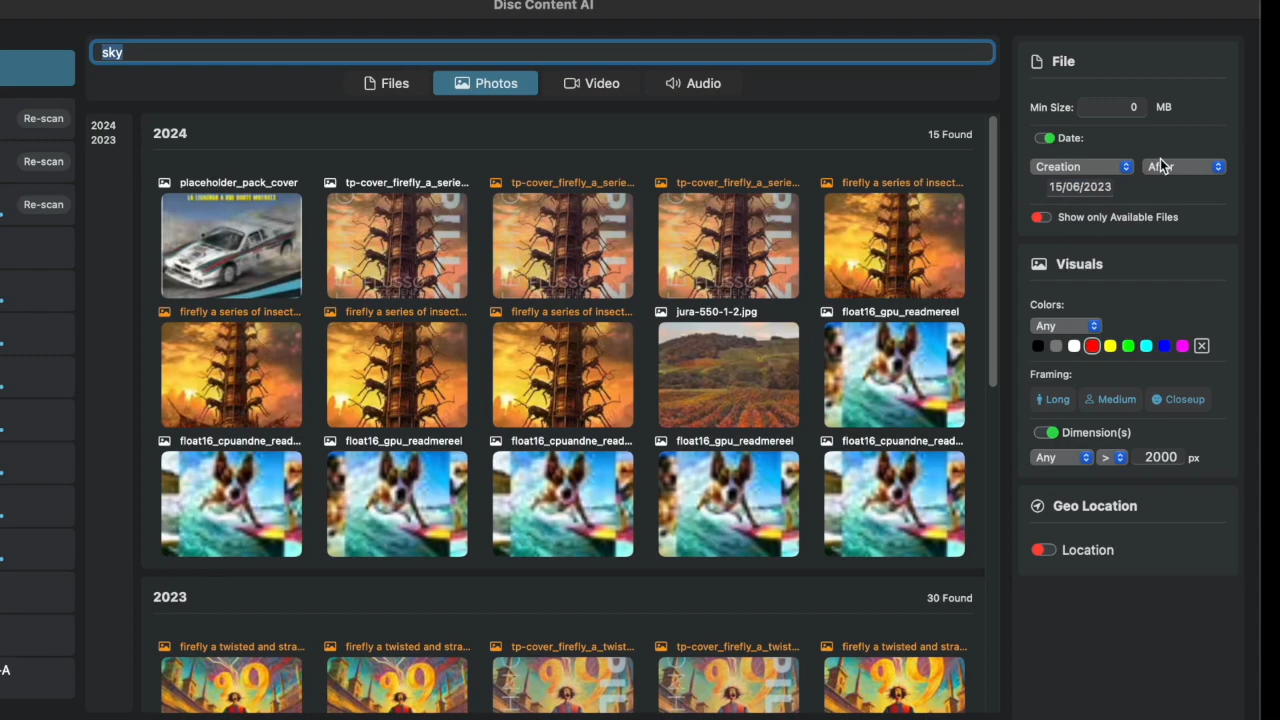 Disc Content AI
sky
Files
Photos
Video
Audio
Re-scan
Re-scan
Re-scan
-A
2024
2023
2024
15 Found
placeholder_pack_cover
tp-cover_firefly_a_serie...
tp-cover_firefly_a_serie...
tp-cover_firefly_a_serie...
firefly a series of insect...
LA LEGGENDA A DUE RUOTE MOTRICI
firefly a series of insect...
firefly a series of insect...
firefly a series of insect...
jura-550-1-2.jpg
float16_gpu_readmereel
float16_cpuandne_read...
float16_gpu_readmereel
float16_cpuandne_read...
float16_gpu_readmereel
float16_cpuandne_read...
2023
30 Found
firefly a twisted and stra...
firefly a twisted and stra...
tp-cover_firefly_a_twist...
tp-cover_firefly_a_twist...
firefly a twisted and stra...
File
Min Size: 0 MB
Date:
Creation
15/06/2023
Show only Available Files
Visuals
Colors:
Any
Framing:
Long
Medium
Closeup
Dimension(s)
Any > 2000 px
Geo Location
Location